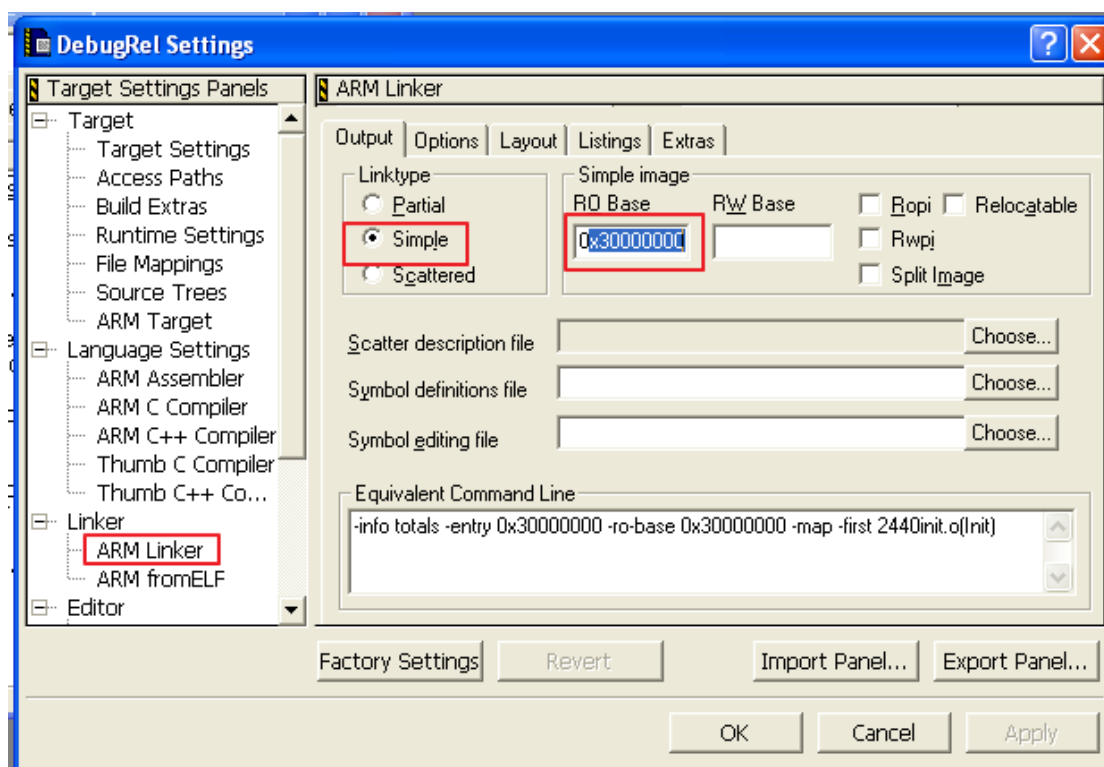 DebugRel Settings
Target Settings Panels
Target
Target Settings
Access Paths
Build Extras
Runtime Settings
File Mappings
Source Trees
ARM Target
Language Settings
ARM Assembler
ARM C Compiler
ARM C++ Compiler
Thumb C Compiler
Thumb C++ Co...
Linker
ARM Linker
ARM fromELF
Editor
ARM Linker
Output Options Layout Listings Extras
Linktype
Partial
Simple
Scattered
Simple image
RO Base RW Base
0x30000000
Ropi Relocatable
Rwpi
Split Image
Scatter description file Choose...
Symbol definitions file Choose...
Symbol editing file Choose...
Equivalent Command Line
-info totals -entry 0x30000000 -ro-base 0x30000000 -map -first 2440init.o(Init)
Factory Settings Revert Import Panel... Export Panel...
OK Cancel Apply